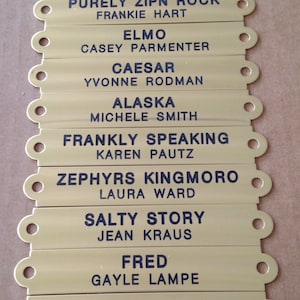 PURELY ZIPN ROCK
FRANKIE HART
ELMO
CASEY PARMENTER
CAESAR
YVONNE RODMAN
ALASKA
MICHELE SMITH
FRANKLY SPEAKING
KAREN PAUTZ
ZEPHYRS KINGMORO
LAURA WARD
SALTY STORY
JEAN KRAUS
FRED
GAYLE LAMPE